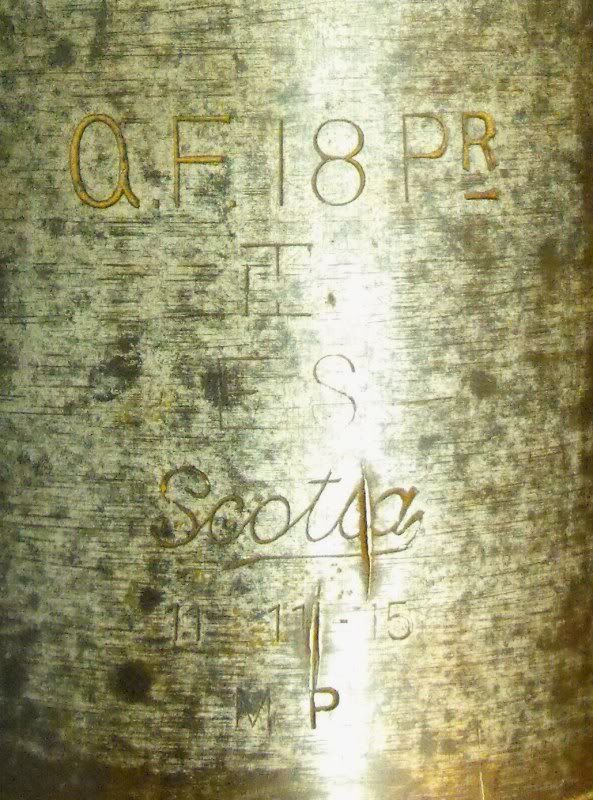 Q.F. 18 PR
L S
Scotia
11 11-15
M P